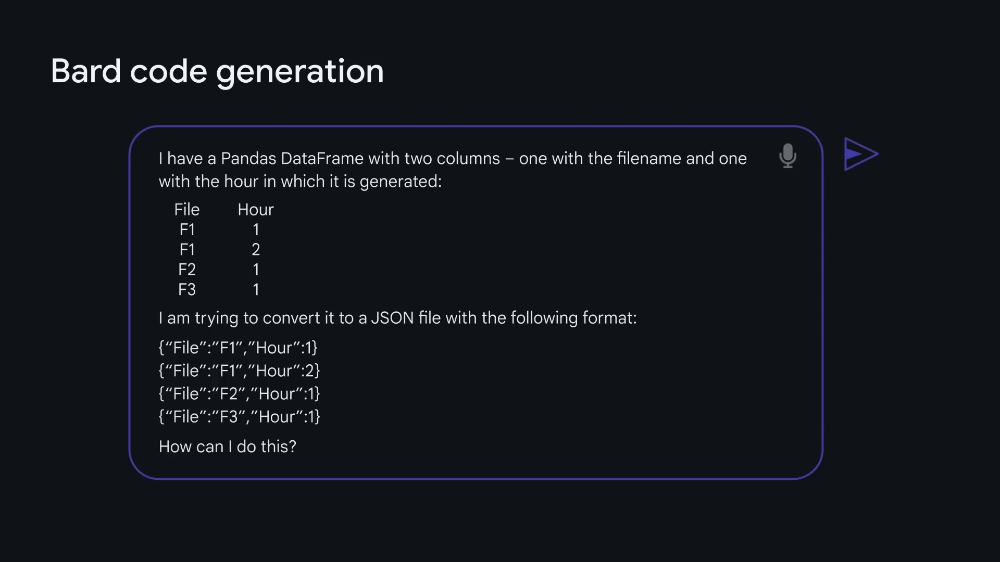 Bard code generation
I have a Pandas DataFrame with two columns – one with the filename and one
with the hour in which it is generated:
File Hour
F1 1
F1 2
F2 1
F3 1
I am trying to convert it to a JSON file with the following format:
{“File”:”F1”,”Hour”:1}
{“File”:”F1”,”Hour”:2}
{“File”:”F2”,”Hour”:1}
{“File”:”F3”,”Hour”:1}
How can I do this?